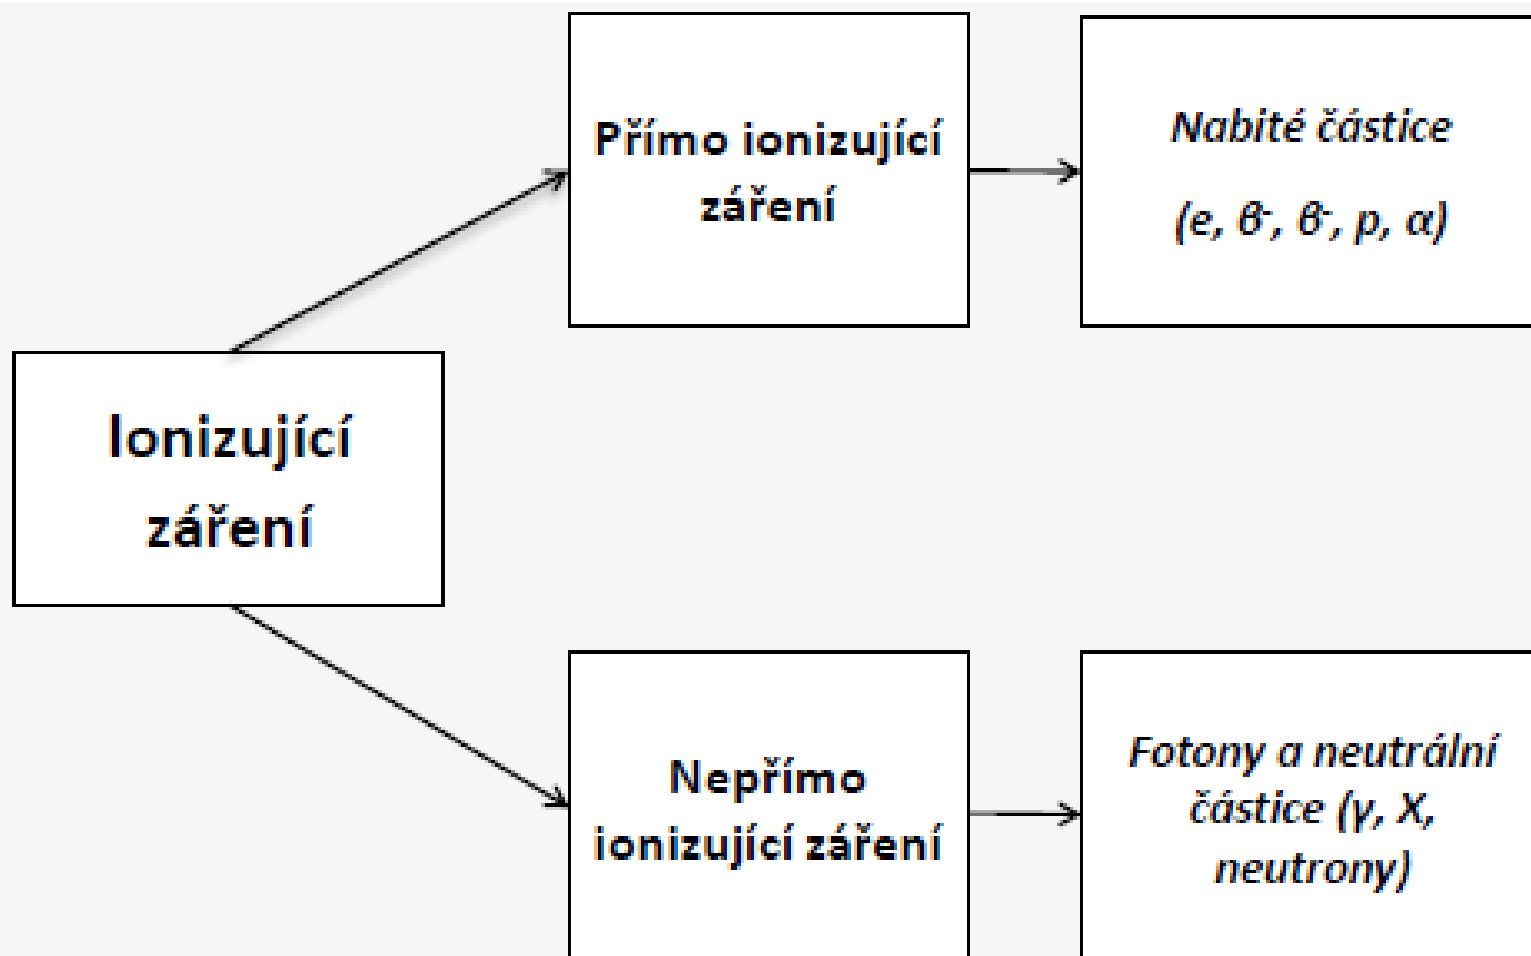 Přímo ionizující
záření
Nabité částice
(e, β⁻, β⁻, p, α)
Ionizující
záření
Nepřímo
ionizující záření
Fotony a neutrální
částice (γ, X,
neutrony)